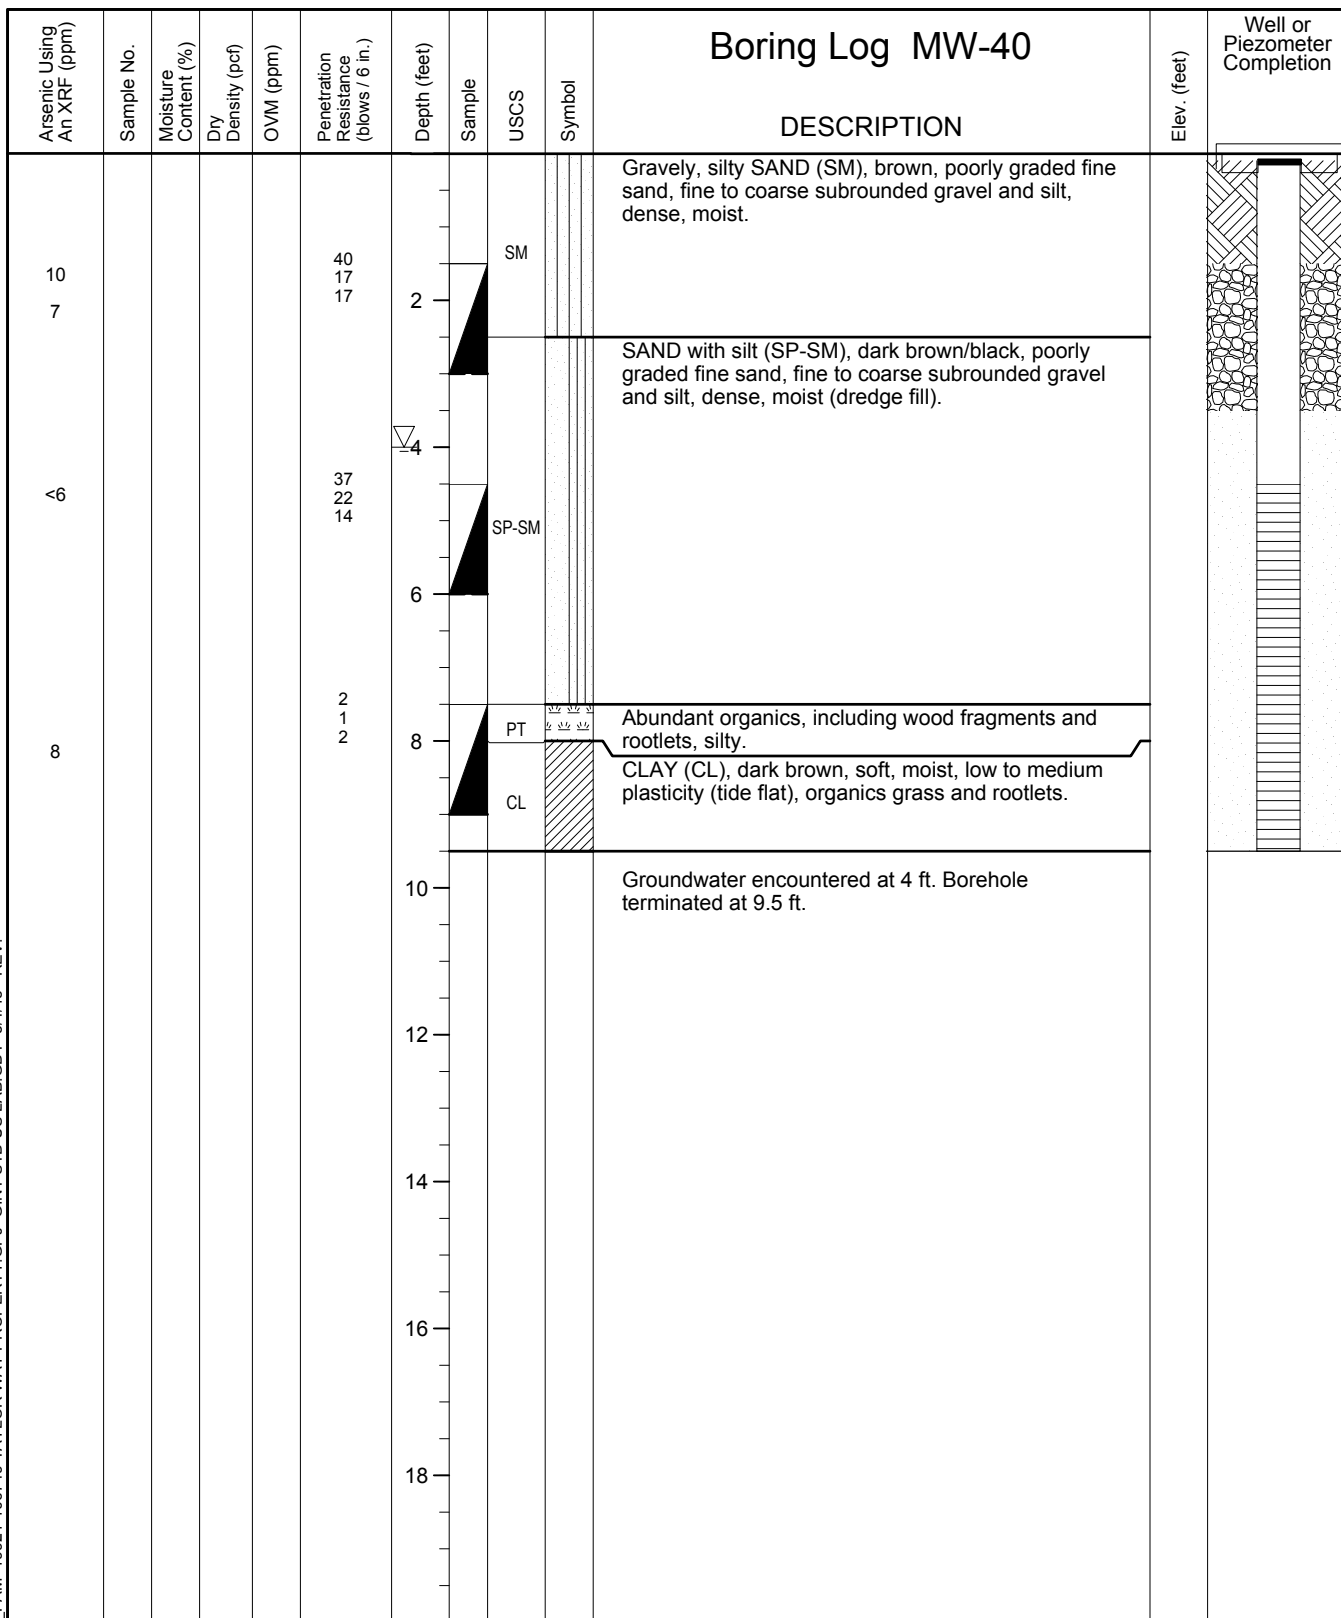 Boring Log MW-40
Arsenic Using
An XRF (ppm)
Sample No.
Moisture
Content (%)
Dry
Density (pcf)
OVM (ppm)
Penetration
Resistance
(blows / 6 in.)
Depth (feet)
Sample
USCS
Symbol
DESCRIPTION
Elev. (feet)
Well or
Piezometer
Completion
Gravely, silty SAND (SM), brown, poorly graded fine
sand, fine to coarse subrounded gravel and silt,
dense, moist.
SM
40
10
17
17
2
7
SAND with silt (SP-SM), dark brown/black, poorly
graded fine sand, fine to coarse subrounded gravel
and silt, dense, moist (dredge fill).
4
37
<6
22
14
SP-SM
6
2
1
2
PT
8
Abundant organics, including wood fragments and
rootlets, silty.
8
CLAY (CL), dark brown, soft, moist, low to medium
plasticity (tide flat), organics grass and rootlets.
CL
10
Groundwater encountered at 4 ft. Borehole
terminated at 9.5 ft.
12
14
16
18